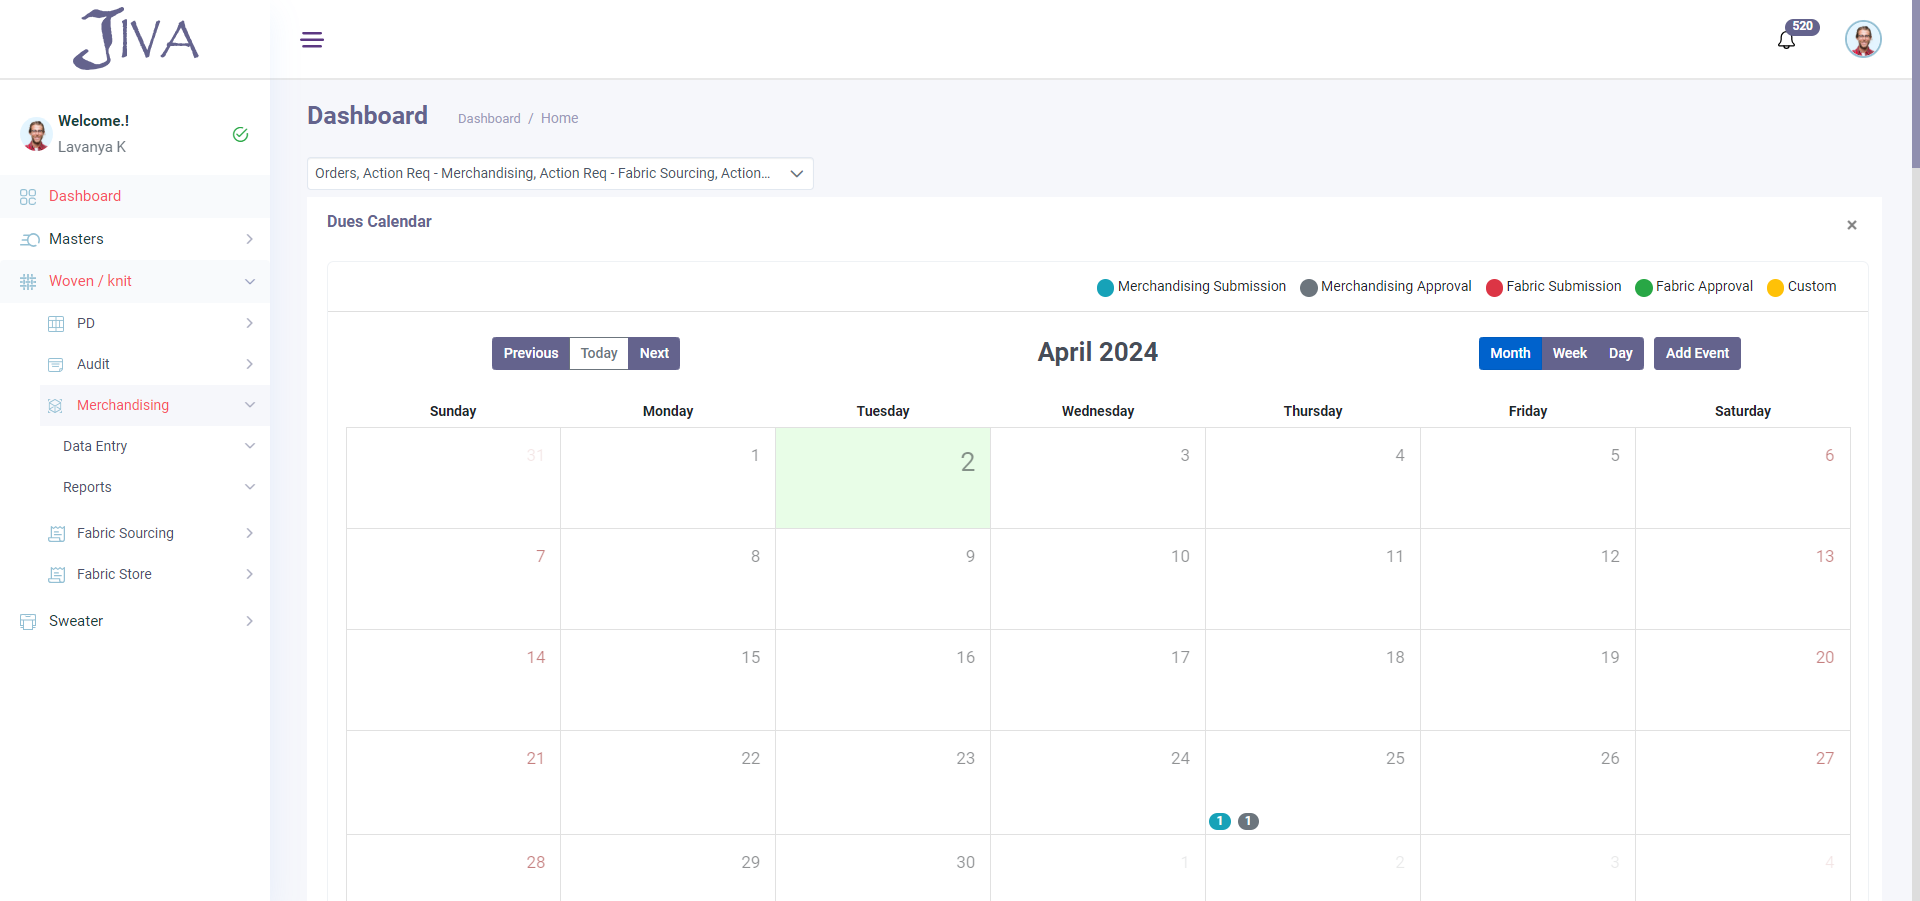 JIVA
520
Welcome.!
Lavanya K
Dashboard
Masters
Woven / knit
PD
Audit
Merchandising
Data Entry
Reports
Fabric Sourcing
Fabric Store
Sweater
Dashboard
Dashboard / Home
Orders, Action Req - Merchandising, Action Req - Fabric Sourcing, Action...
Dues Calendar
×
Merchandising Submission Merchandising Approval Fabric Submission Fabric Approval Custom
Previous Today Next
April 2024
Month Week Day Add Event
Sunday Monday Tuesday Wednesday Thursday Friday Saturday
31 1 2 3 4 5 6
7 8 9 10 11 12 13
14 15 16 17 18 19 20
21 22 23 24 25 26 27
1 1
28 29 30 1 2 3 4